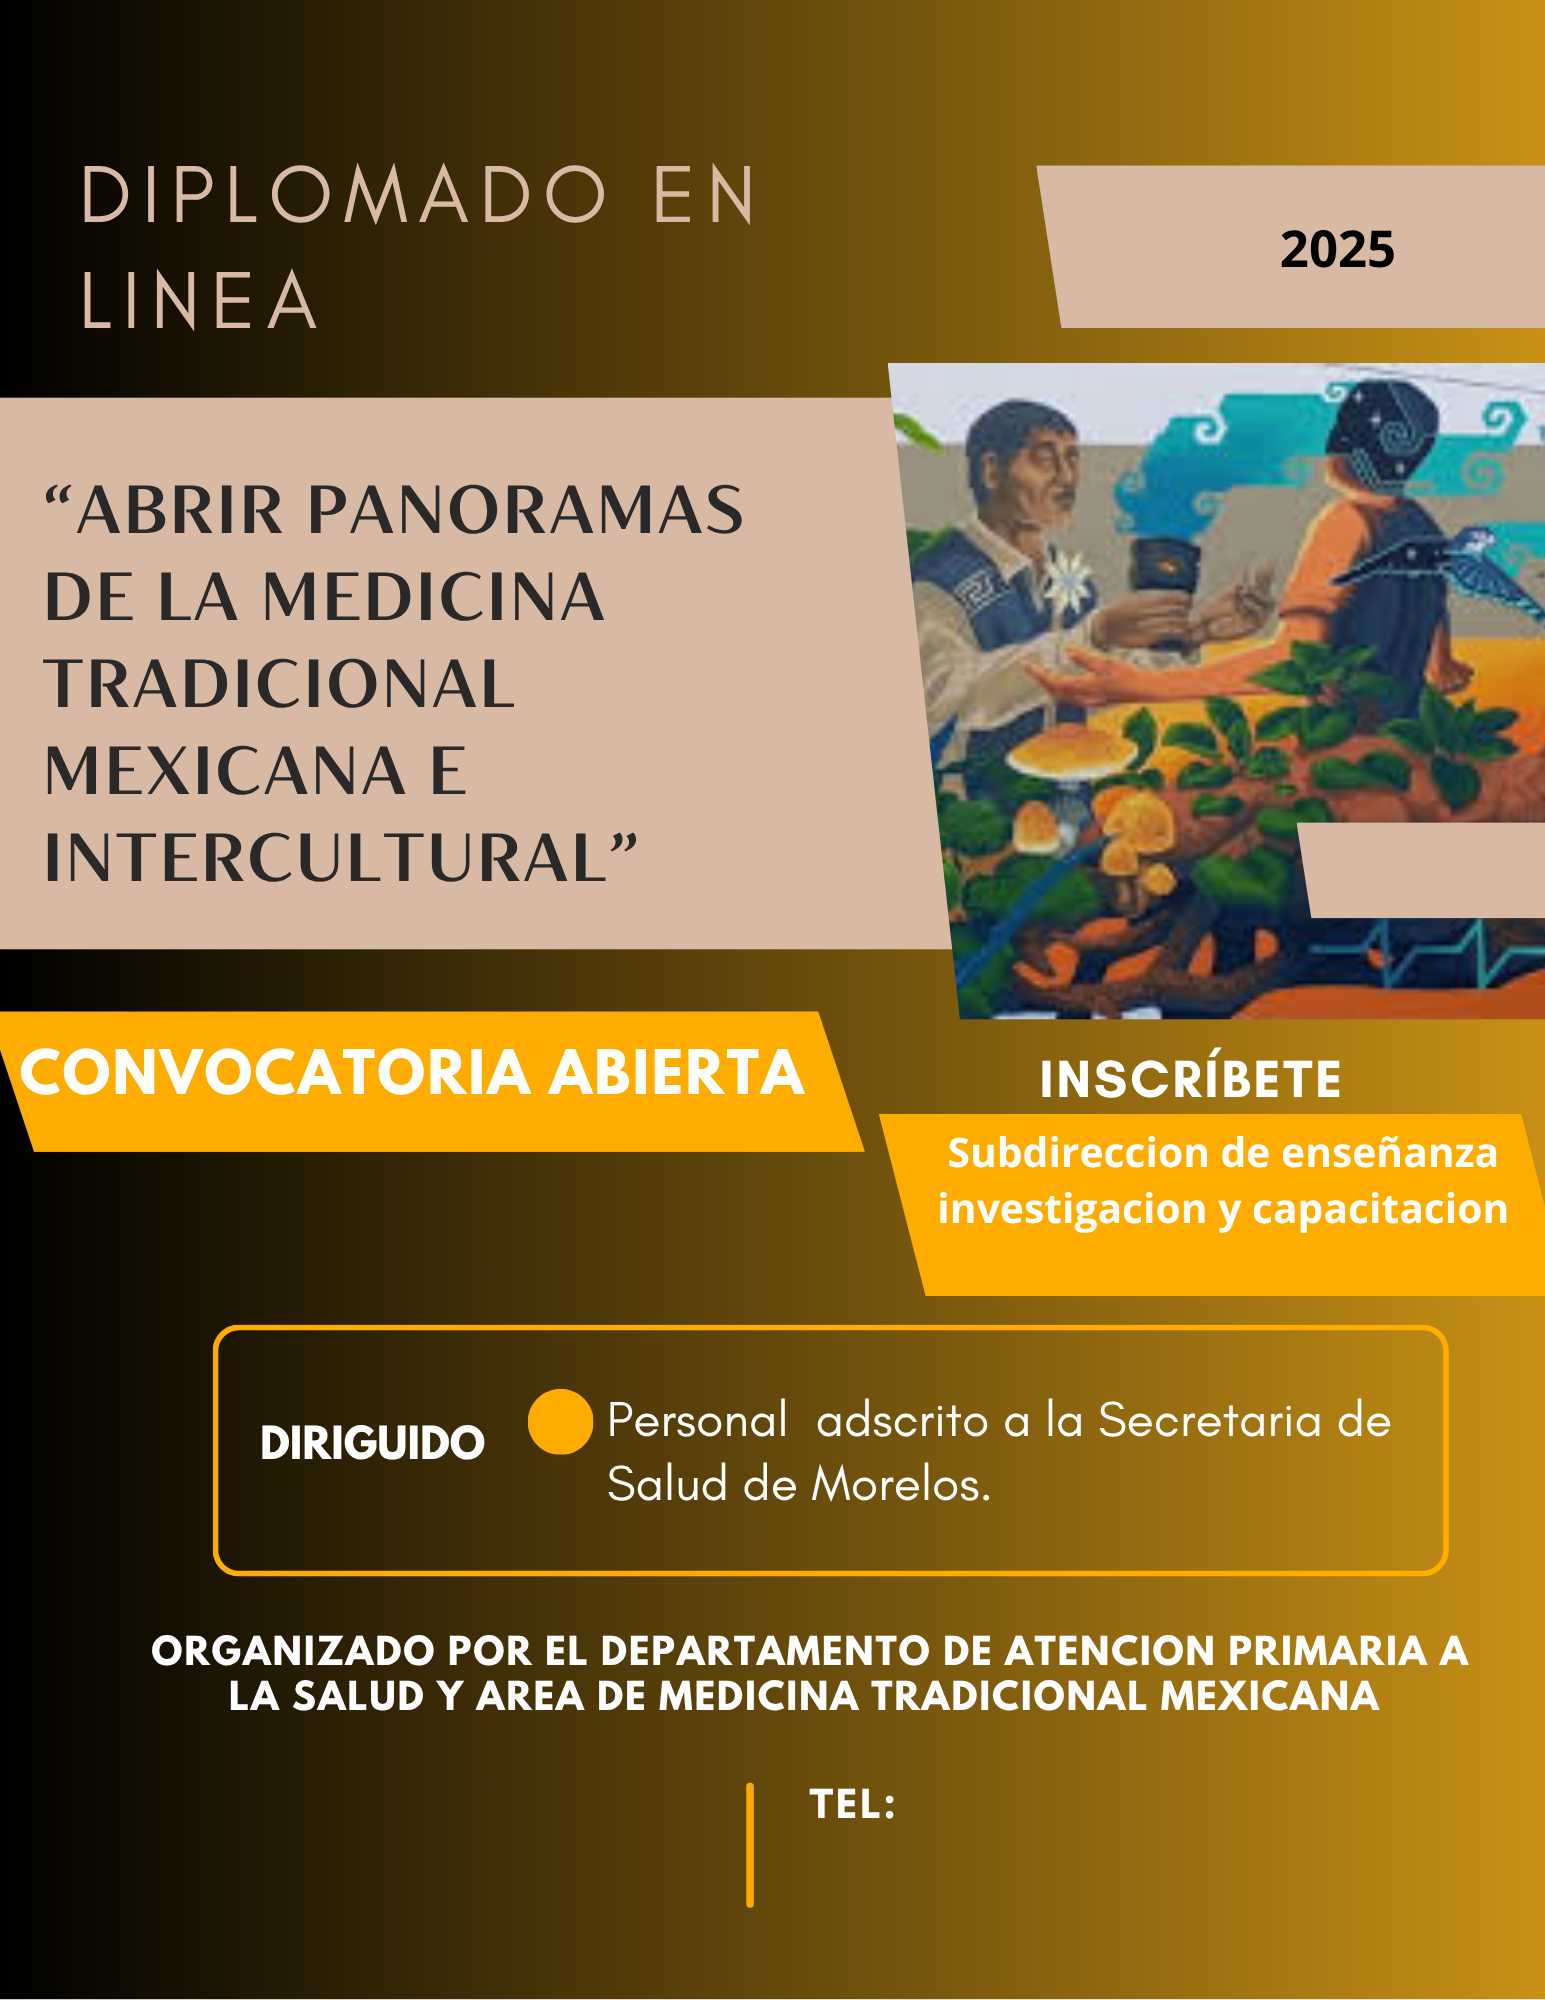 DIPLOMADO EN
LINEA
2025
“ABRIR PANORAMAS
DE LA MEDICINA
TRADICIONAL
MEXICANA E
INTERCULTURAL”
CONVOCATORIA ABIERTA
INSCRÍBETE
Subdireccion de enseñanza
investigacion y capacitacion
DIRIGUIDO
Personal  adscrito a la Secretaria de
Salud de Morelos.
ORGANIZADO POR EL DEPARTAMENTO DE ATENCION PRIMARIA A
LA SALUD Y AREA DE MEDICINA TRADICIONAL MEXICANA
TEL: